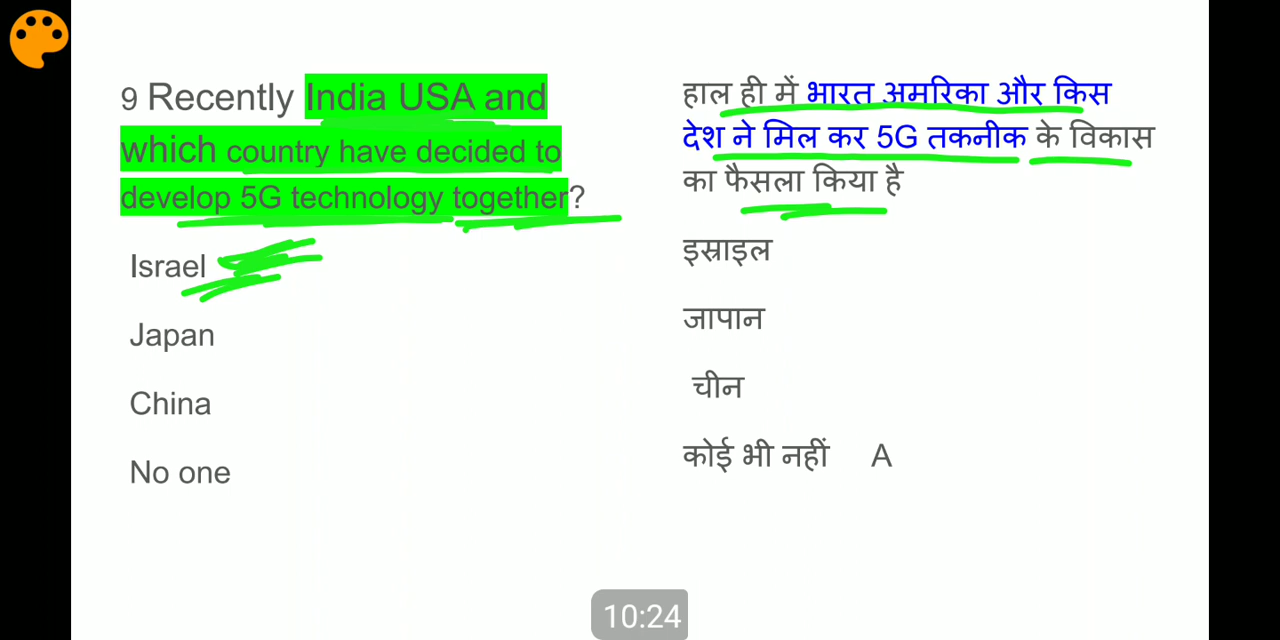 9 Recently India USA and
which country have decided to
develop 5G technology together?
Israel
Japan
China
No one
हाल ही में भारत अमरिका और किस
देश ने मिल कर 5G तकनीक के विकास
का फैसला किया है
इस्राइल
जापान
चीन
कोई भी नहीं A
10:24